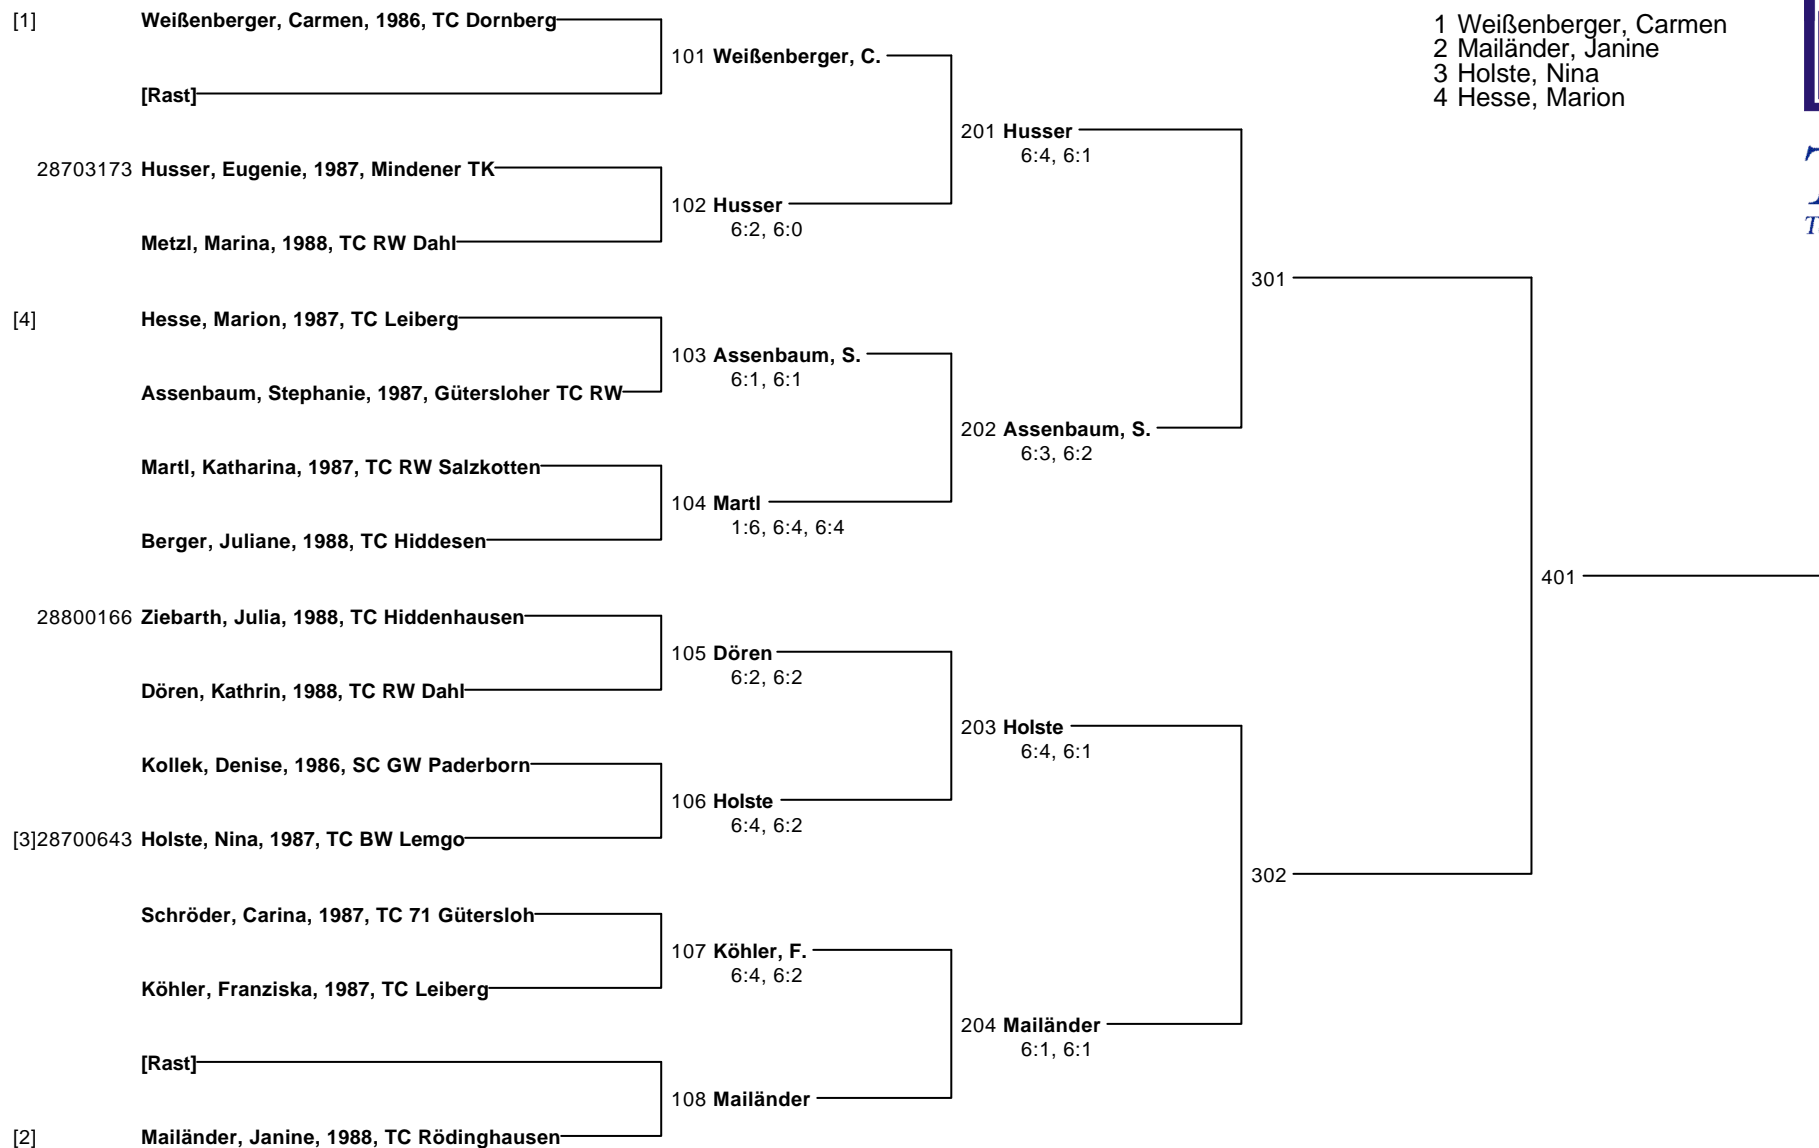 [1] Weißenberger, Carmen, 1986, TC Dornberg
1 Weißenberger, Carmen
2 Mailänder, Janine
3 Holste, Nina
4 Hesse, Marion
101 Weißenberger, C.
[Rast]
201 Husser
6:4, 6:1
28703173 Husser, Eugenie, 1987, Mindener TK
102 Husser
6:2, 6:0
Metzl, Marina, 1988, TC RW Dahl
301
[4] Hesse, Marion, 1987, TC Leiberg
103 Assenbaum, S.
6:1, 6:1
Assenbaum, Stephanie, 1987, Gütersloher TC RW
202 Assenbaum, S.
6:3, 6:2
Martl, Katharina, 1987, TC RW Salzkotten
104 Martl
1:6, 6:4, 6:4
Berger, Juliane, 1988, TC Hiddesen
401
28800166 Ziebarth, Julia, 1988, TC Hiddenhausen
105 Dören
6:2, 6:2
Dören, Kathrin, 1988, TC RW Dahl
203 Holste
6:4, 6:1
Kollek, Denise, 1986, SC GW Paderborn
106 Holste
6:4, 6:2
[3]28700643 Holste, Nina, 1987, TC BW Lemgo
302
Schröder, Carina, 1987, TC 71 Gütersloh
107 Köhler, F.
6:4, 6:2
Köhler, Franziska, 1987, TC Leiberg
204 Mailänder
6:1, 6:1
[Rast]
108 Mailänder
[2] Mailänder, Janine, 1988, TC Rödinghausen